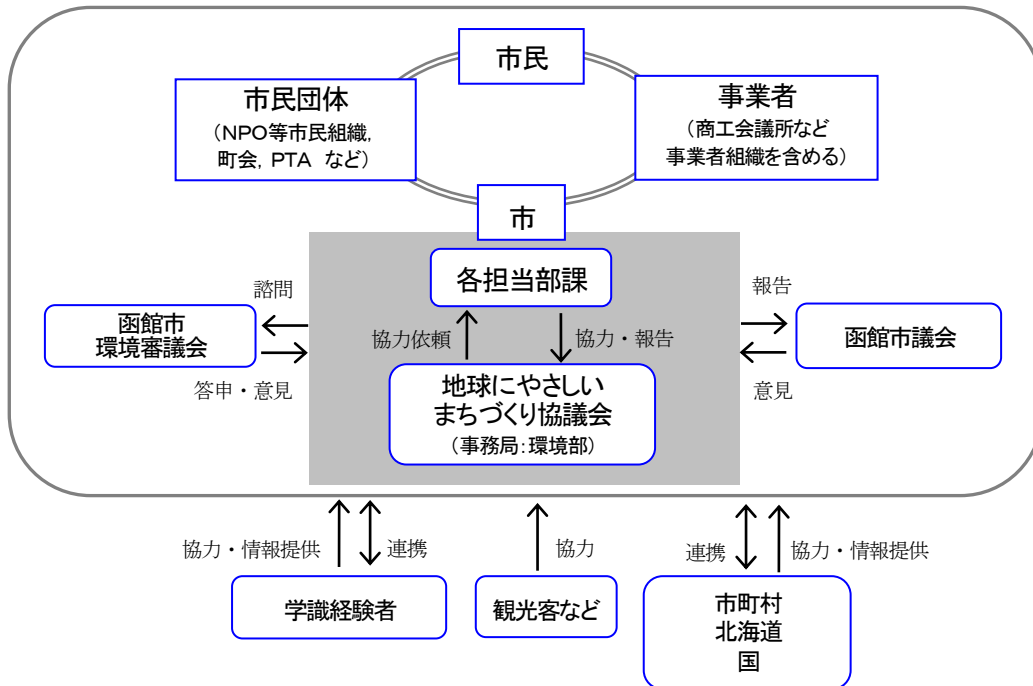 市民
市民団体
（NPO等市民組織，
町会，PTA など）
事業者
（商工会議所など
事業者組織を含める）
市
各担当部課
協力依頼
協力・報告
地球にやさしい
まちづくり協議会
（事務局：環境部）
諮問
函館市
環境審議会
答申・意見
報告
函館市議会
意見
協力・情報提供
連携
協力
連携
協力・情報提供
学識経験者
観光客など
市町村
北海道
国